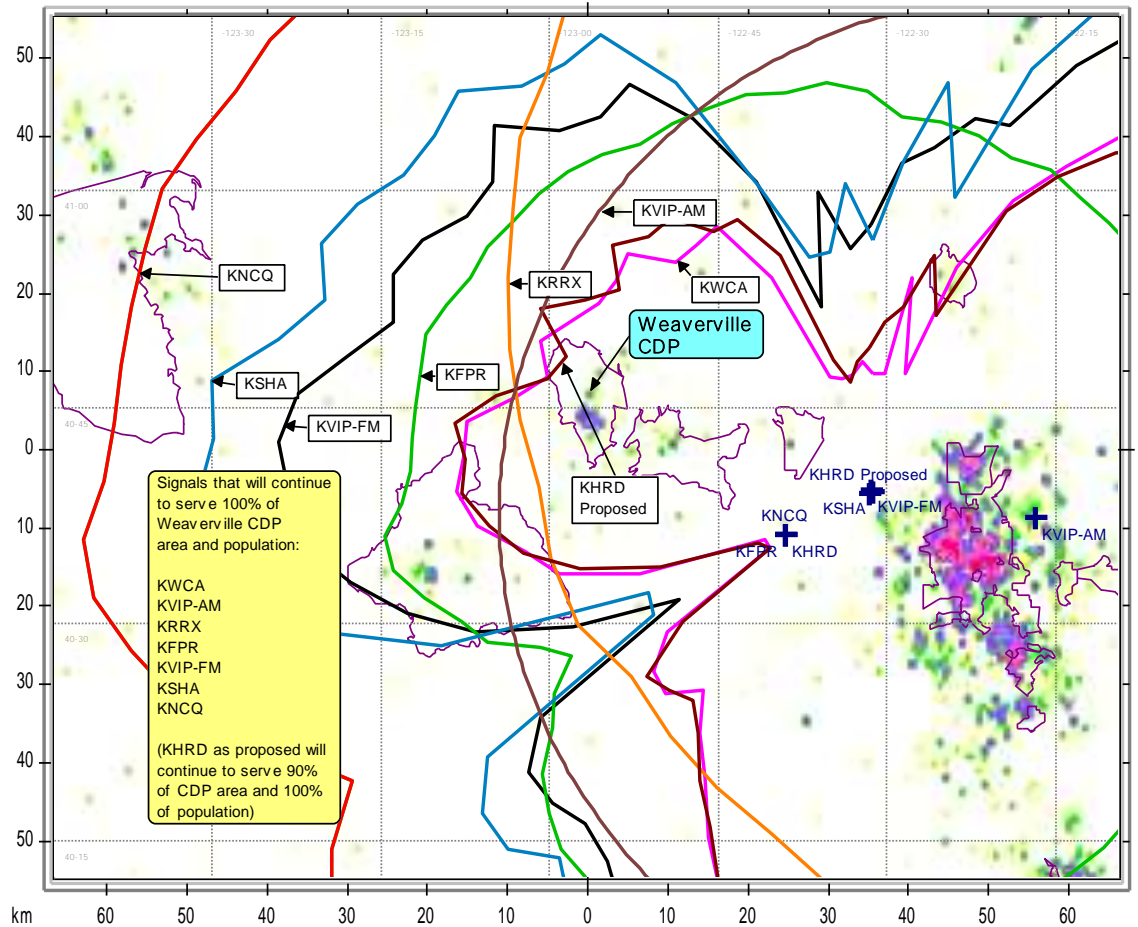 -123-30
-123-15
-123-00
-122-45
-122-30
-122-15
50
40
30
20
10
0
10
20
30
40
50
41-00
40-45
40-30
40-15
KVIP-AM
KNCQ
KRRX
KWCA
Weaverville
CDP
KFPR
KSHA
KVIP-FM
KHRD
Proposed
KHRD Proposed
KSHA
KVIP-FM
KNCQ
KFPR
KHRD
KVIP-AM
Signals that will continue
to serve 100% of
Weaverville CDP
area and population:
KWCA
KVIP-AM
KRRX
KFPR
KVIP-FM
KSHA
KNCQ
(KHRD as proposed will
continue to serve 90%
of CDP area and 100%
of population)
km
60
50
40
30
20
10
0
10
20
30
40
50
60